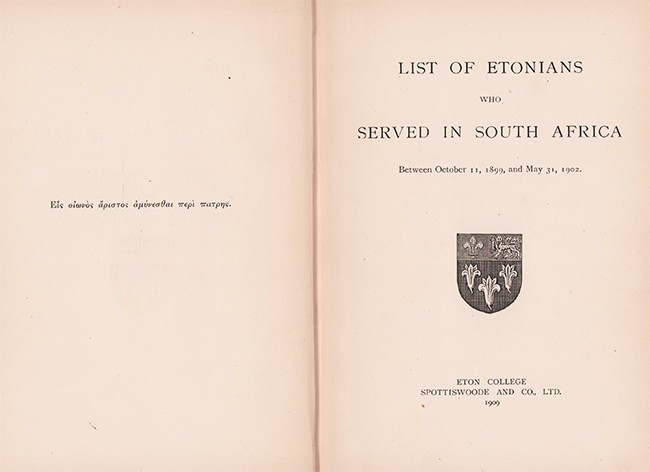 Εἷς οἰωνὸς ἄριστος ἀμύνεσθαι περὶ πατρης.
LIST OF ETONIANS
WHO
SERVED IN SOUTH AFRICA
Between October 11, 1899, and May 31, 1902.
ETON COLLEGE
SPOTTISWOODE AND CO., LTD.
1909